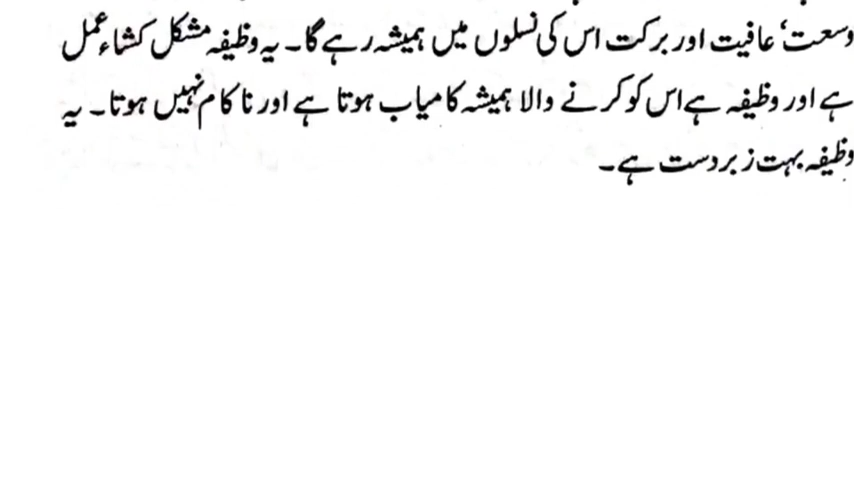 وسعت‘ عافیت اور برکت اس کی نسلوں میں ہمیشہ رہے گا۔ یہ وظیفہ مشکل کشاء عمل
ہے اور وظیفہ ہے اس کو کرنے والا ہمیشہ کامیاب ہوتا ہے اور ناکام نہیں ہوتا۔ یہ
وظیفہ بہت زبردست ہے۔